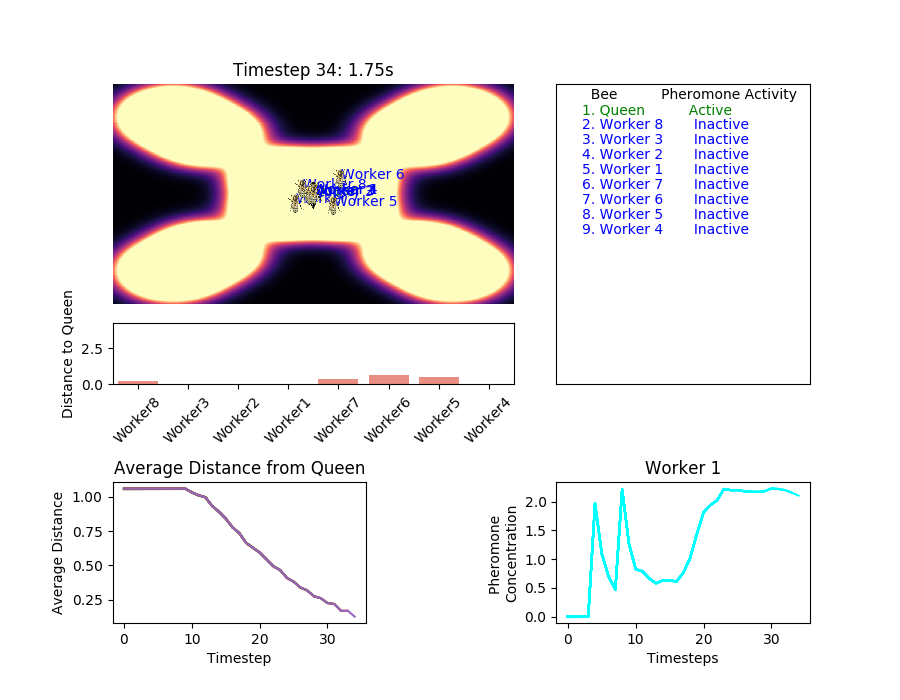 Timestep 34: 1.75s
Worker 6
Worker 8
Worker 5
Bee Pheromone Activity
1. Queen Active
2. Worker 8 Inactive
3. Worker 3 Inactive
4. Worker 2 Inactive
5. Worker 1 Inactive
6. Worker 7 Inactive
7. Worker 6 Inactive
8. Worker 5 Inactive
9. Worker 4 Inactive
Distance to Queen
2.5
0.0
Worker8 Worker3 Worker2 Worker1 Worker7 Worker6 Worker5 Worker4
Average Distance from Queen
Average Distance
1.00
0.75
0.50
0.25
0 10 20 30
Timestep
Worker 1
Pheromone
Concentration
2.0
1.5
1.0
0.5
0.0
0 10 20 30
Timesteps